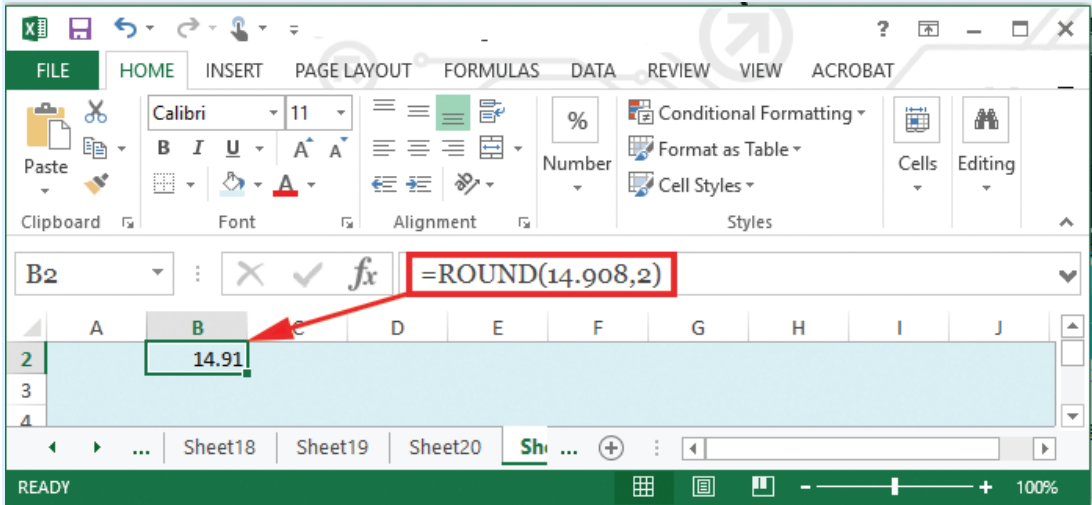 ?
FILE HOME INSERT PAGE LAYOUT FORMULAS DATA REVIEW VIEW ACROBAT
Calibri 11
B I U A A
Paste
%
Number
Conditional Formatting
Format as Table
Cell Styles
Cells
Editing
A
Clipboard Font Alignment Styles
B2 fx =ROUND(14.908,2)
A B C D E F G H I J
2 14.91
3
4
... Sheet18 Sheet19 Sheet20 She ...
READY 100%